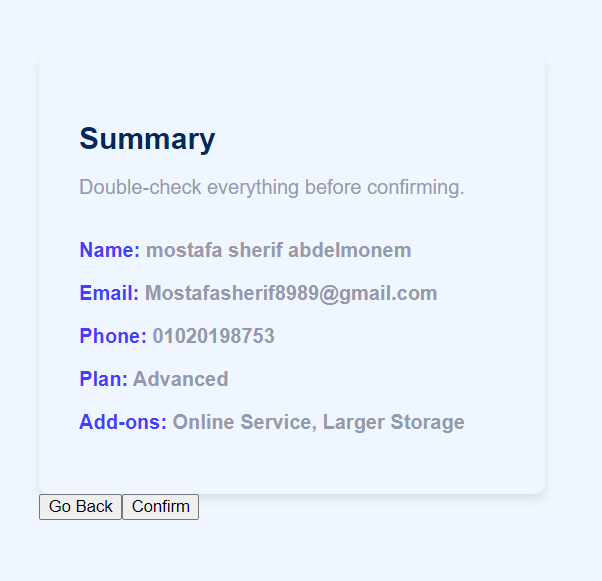 Summary
Double-check everything before confirming.
Name: mostafa sherif abdelmonem
Email: Mostafasherif8989@gmail.com
Phone: 01020198753
Plan: Advanced
Add-ons: Online Service, Larger Storage
Go Back Confirm